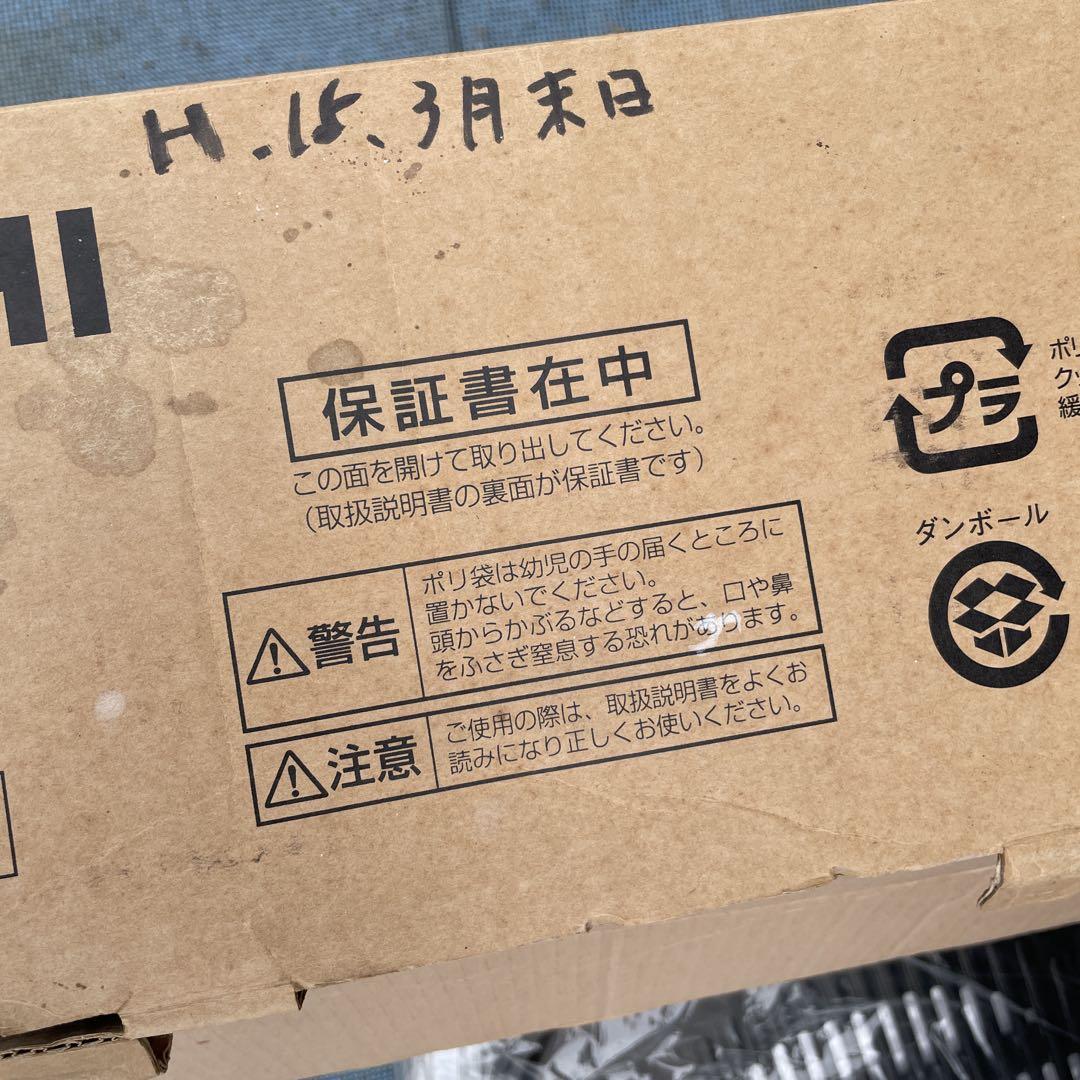 H.15、3月末日
HI
保証書在中
この面を開けて取り出してください。
(取扱説明書の裏面が保証書です)
警告
ポリ袋は幼児の手の届くところに
置かないでください。
頭からかぶるなどすると、口や鼻
をふさぎ窒息する恐れがあります。
注意
ご使用の際は、取扱説明書をよくお
読みになり正しくお使いください。
プラ
ポリ
クッ
緩
ダンボール